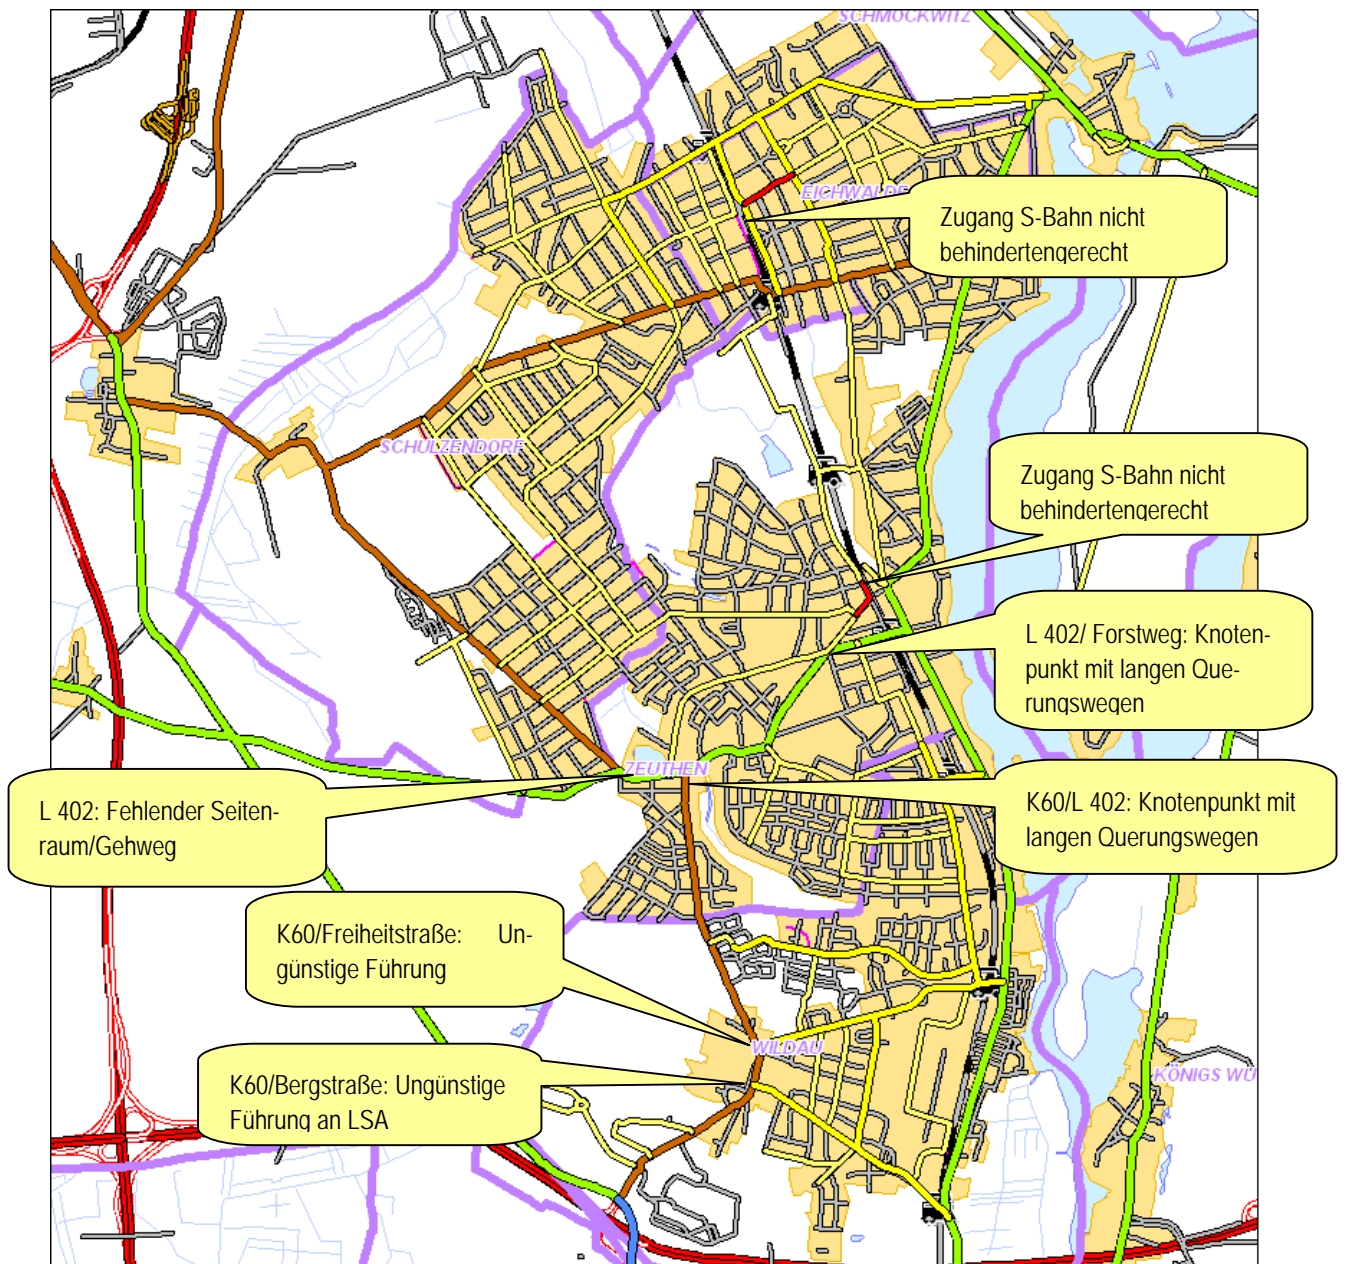 SCHMÖCKWITZ
EICHWALDE
Zugang S-Bahn nicht
behindertengerecht
SCHULZENDORF
Zugang S-Bahn nicht
behindertengerecht
L 402/ Forstweg: Knoten-
punkt mit langen Que-
rungswegen
ZEUTHEN
L 402: Fehlender Seiten-
raum/Gehweg
K60/L 402: Knotenpunkt mit
langen Querungswegen
K60/Freiheitstraße: Un-
günstige Führung
WILDAU
K60/Bergstraße: Ungünstige
Führung an LSA
KÖNIGS WU